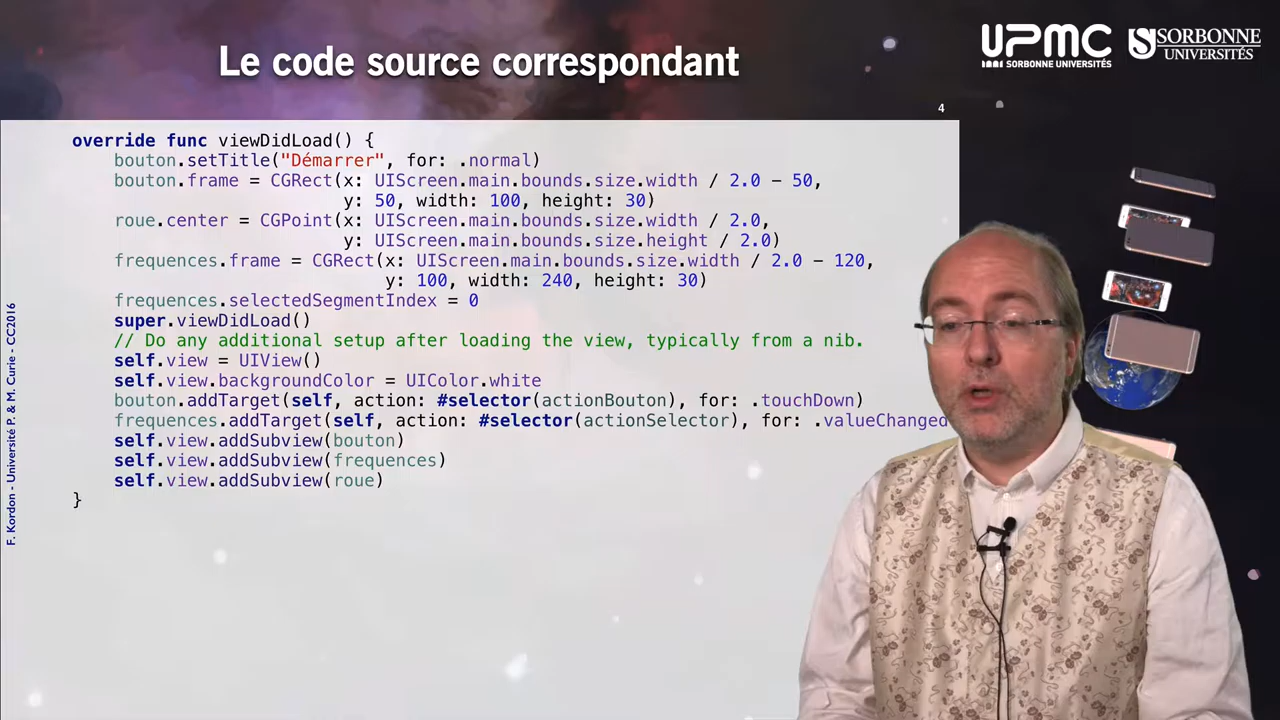 Le code source correspondant
UPMC
SORBONNE UNIVERSITÉS
SORBONNE
UNIVERSITÉS
4
override func viewDidLoad() {
    bouton.setTitle("Démarrer", for: .normal)
    bouton.frame = CGRect(x: UIScreen.main.bounds.size.width / 2.0 - 50,
                          y: 50, width: 100, height: 30)
    roue.center = CGPoint(x: UIScreen.main.bounds.size.width / 2.0,
                          y: UIScreen.main.bounds.size.height / 2.0)
    frequences.frame = CGRect(x: UIScreen.main.bounds.size.width / 2.0 - 120,
                              y: 100, width: 240, height: 30)
    frequences.selectedSegmentIndex = 0
    super.viewDidLoad()
    // Do any additional setup after loading the view, typically from a nib.
    self.view = UIView()
    self.view.backgroundColor = UIColor.white
    bouton.addTarget(self, action: #selector(actionBouton), for: .touchDown)
    frequences.addTarget(self, action: #selector(actionSelector), for: .valueChanged
    self.view.addSubview(bouton)
    self.view.addSubview(frequences)
    self.view.addSubview(roue)
}
F. Kordon - Université P. & M. Curie - CC2016